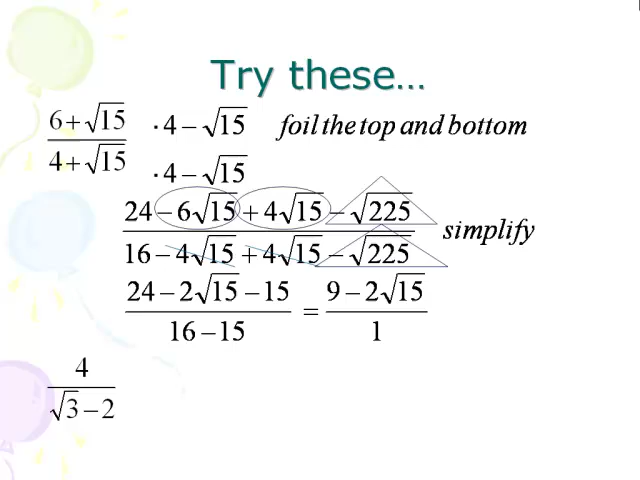 Try these…
6+√15 / 4+√15 ·4−√15 foil the top and bottom
·4−√15
24−6√15+4√15−√225 / 16−4√15+4√15−√225 simplify
24−2√15−15 / 16−15 = 9−2√15 / 1
4 / √3−2